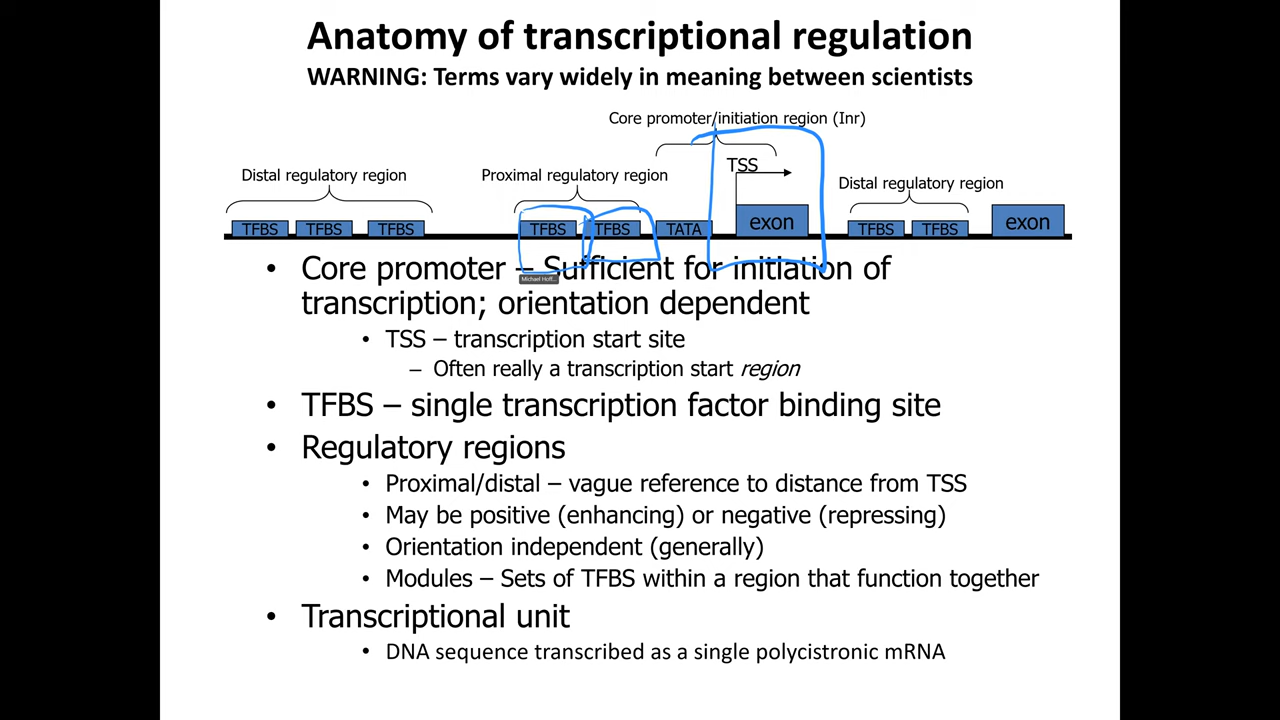 Anatomy of transcriptional regulation
WARNING: Terms vary widely in meaning between scientists
Core promoter/initiation region (Inr)
TSS
Distal regulatory region
Proximal regulatory region
Distal regulatory region
TFBS TFBS TFBS TFBS TFBS TATA exon TFBS TFBS exon
• Core promoter – Sufficient for initiation of
transcription; orientation dependent
• TSS – transcription start site
– Often really a transcription start region
• TFBS – single transcription factor binding site
• Regulatory regions
• Proximal/distal – vague reference to distance from TSS
• May be positive (enhancing) or negative (repressing)
• Orientation independent (generally)
• Modules – Sets of TFBS within a region that function together
• Transcriptional unit
• DNA sequence transcribed as a single polycistronic mRNA